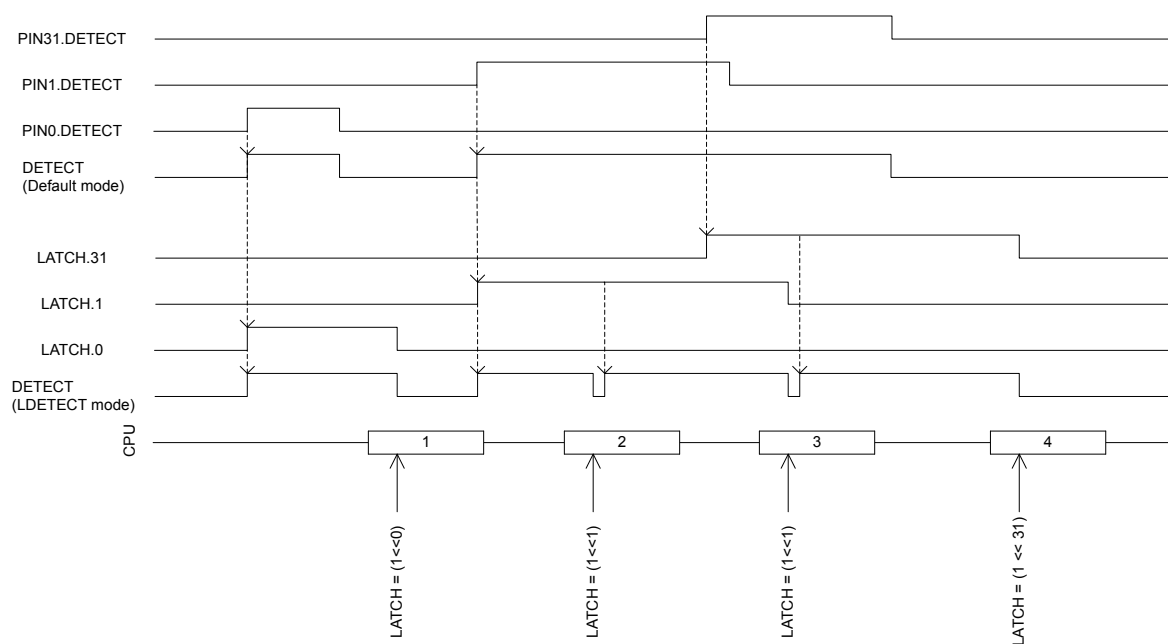 PIN31.DETECT
PIN1.DETECT
PIN0.DETECT
DETECT
(Default mode)
LATCH.31
LATCH.1
LATCH.0
DETECT
(LDETECT mode)
CPU
1
2
3
4
LATCH = (1<<0)
LATCH = (1<<1)
LATCH = (1<<1)
LATCH = (1 << 31)